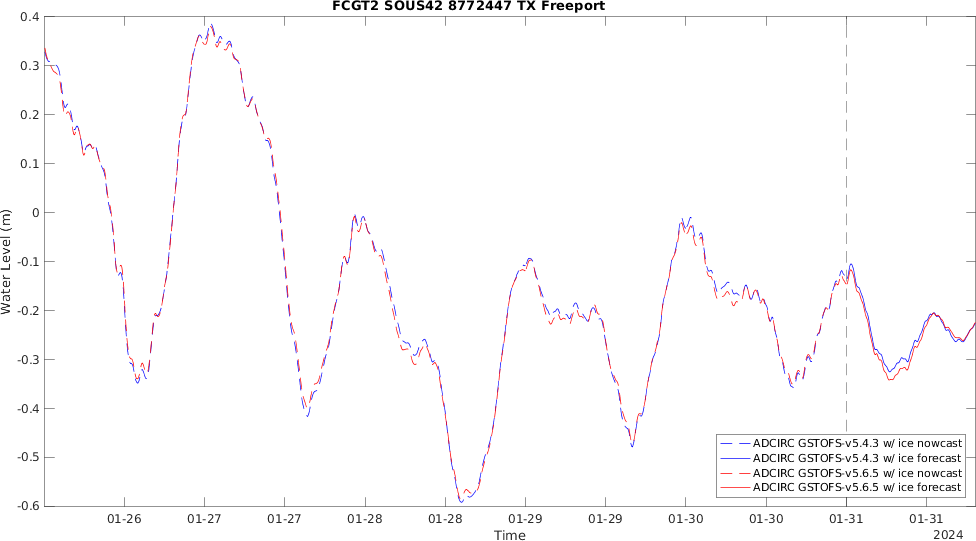 FCGT2 SOUS42 8772447 TX Freeport
0.4
0.3
0.2
0.1
0
-0.1
-0.2
-0.3
-0.4
-0.5
-0.6
Water Level (m)
ADCIRC GSTOFS-v5.4.3 w/ ice nowcast
ADCIRC GSTOFS-v5.4.3 w/ ice forecast
ADCIRC GSTOFS-v5.6.5 w/ ice nowcast
ADCIRC GSTOFS-v5.6.5 w/ ice forecast
01-26 01-27 01-27 01-28 01-28 01-29 01-29 01-30 01-30 01-31 01-31
Time
2024